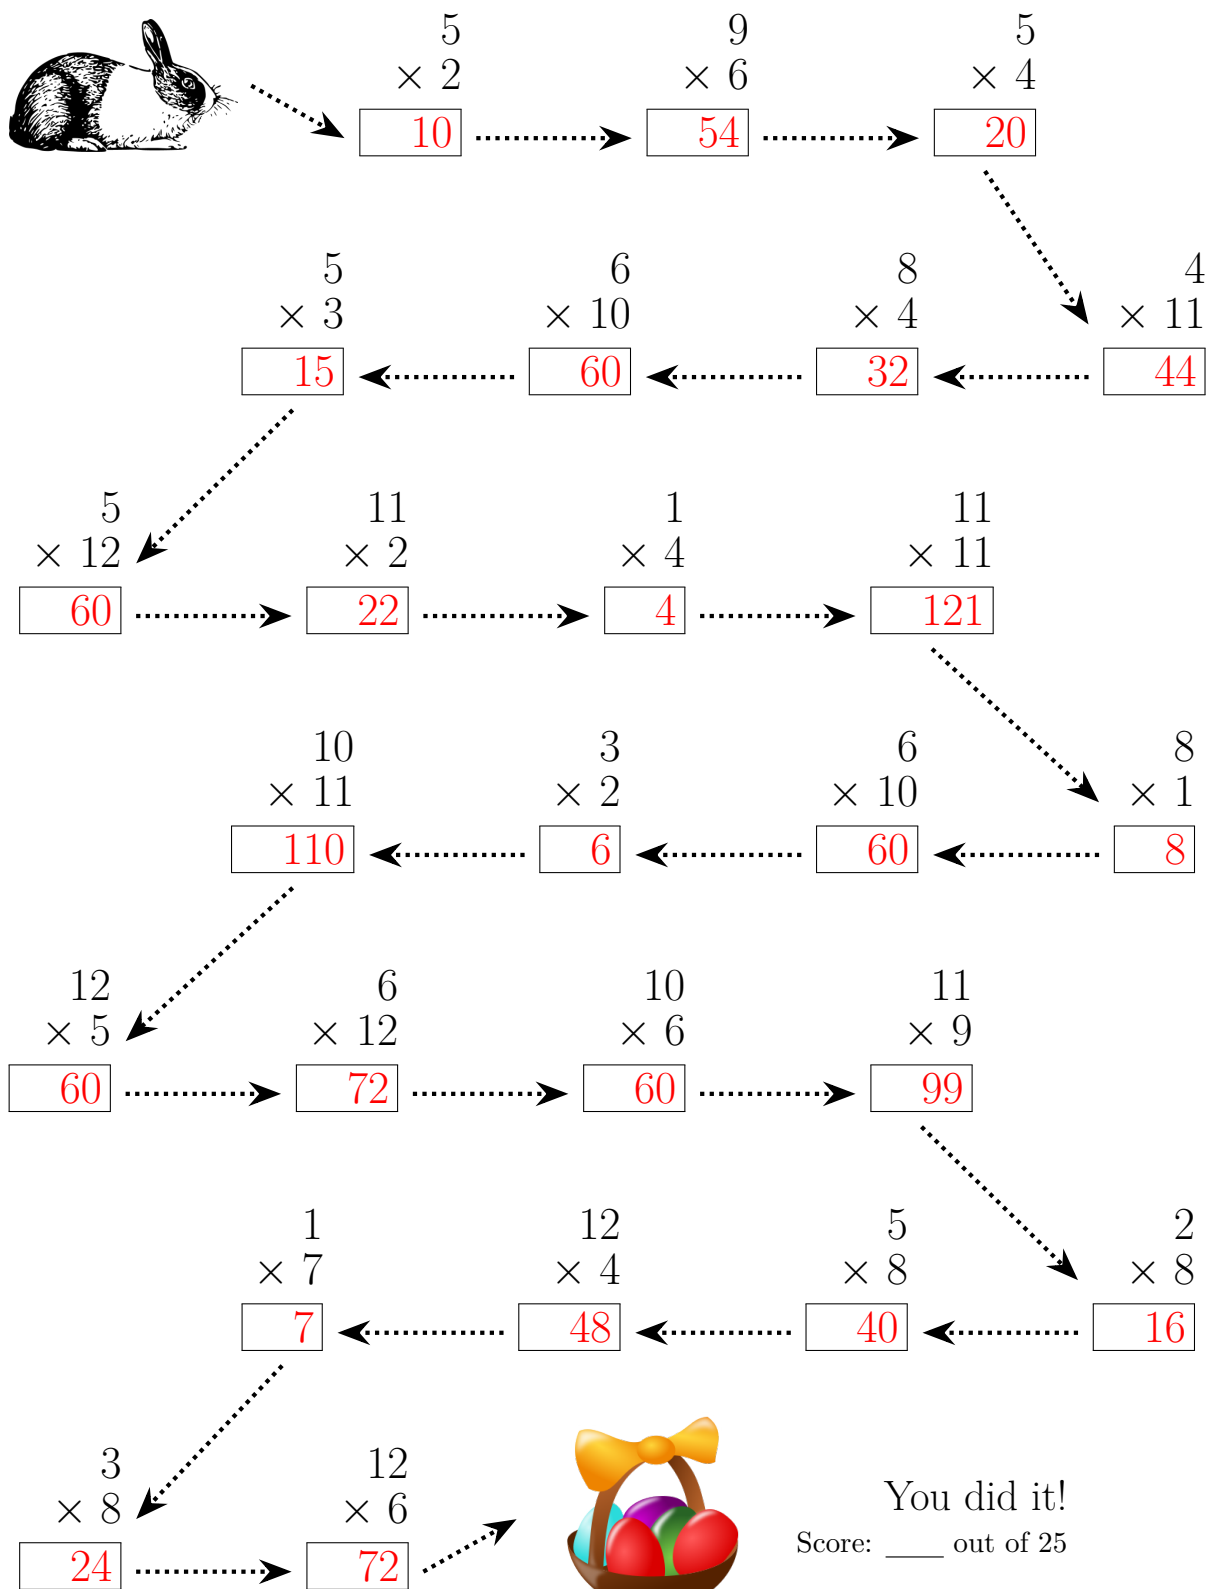 5 9 5
× 2 × 6 × 4
10 54 20
5 6 8 4
× 3 × 10 × 4 × 11
15 60 32 44
5 11 1 11
× 12 × 2 × 4 × 11
60 22 4 121
10 3 6 8
× 11 × 2 × 10 × 1
110 6 60 8
12 6 10 11
× 5 × 12 × 6 × 9
60 72 60 99
1 12 5 2
× 7 × 4 × 8 × 8
7 48 40 16
3 12
× 8 × 6
24 72
You did it!
Score: ____ out of 25